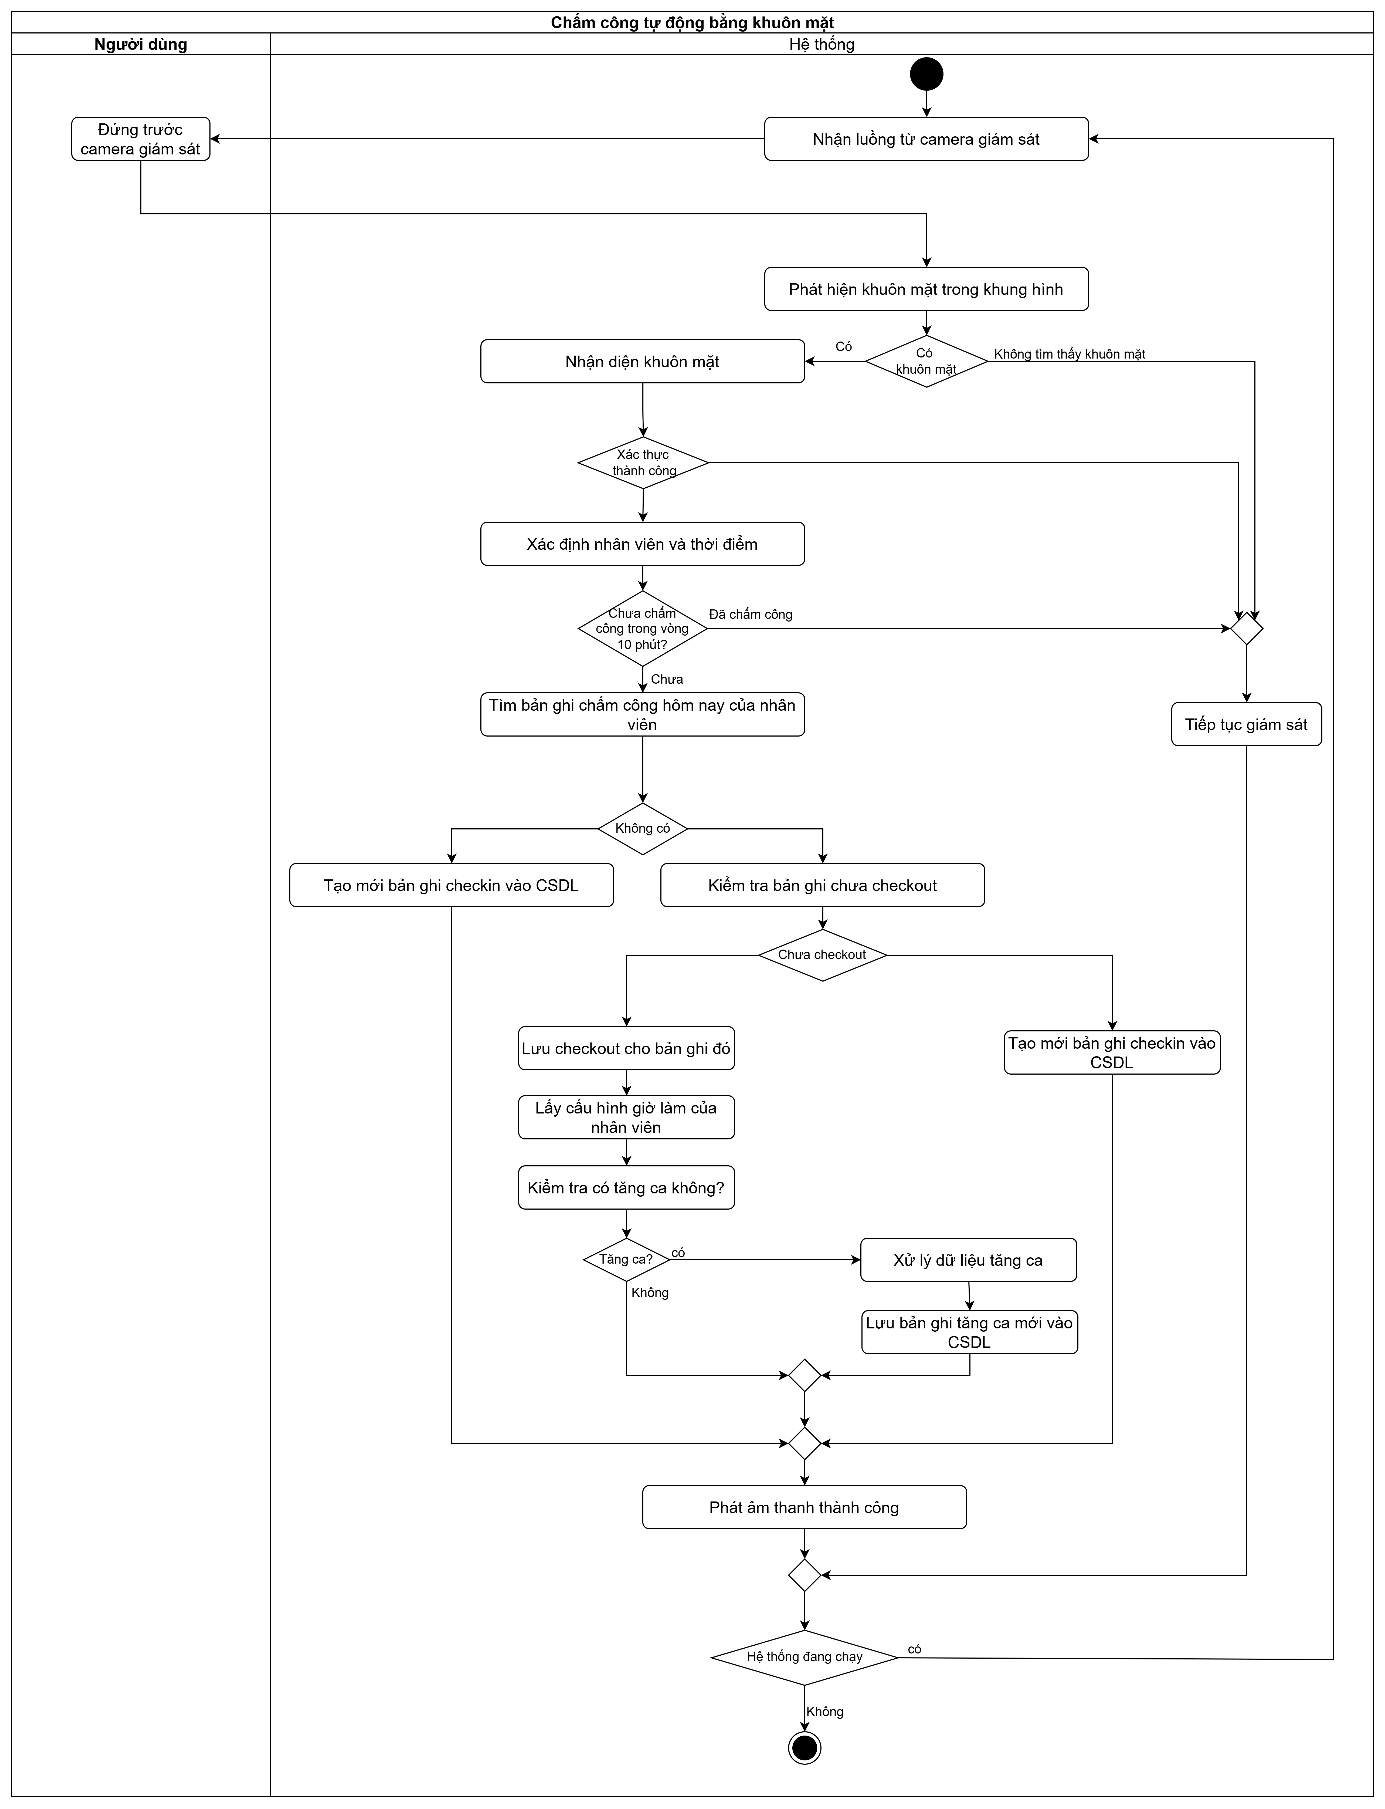 Chấm công tự động bằng khuôn mặt
Người dùng
Hệ thống
Đứng trước
camera giám sát
Nhận luồng từ camera giám sát
Phát hiện khuôn mặt trong khung hình
Nhận diện khuôn mặt
Có
Có
khuôn mặt
Không tìm thấy khuôn mặt
Xác thực
thành công
Xác định nhân viên và thời điểm
Chưa chấm
công trong vòng
10 phút?
Đã chấm công
Chưa
Tìm bản ghi chấm công hôm nay của nhân
viên
Tiếp tục giám sát
Không có
Tạo mới bản ghi checkin vào CSDL
Kiểm tra bản ghi chưa checkout
Chưa checkout
Lưu checkout cho bản ghi đó
Tạo mới bản ghi checkin vào
CSDL
Lấy cấu hình giờ làm của
nhân viên
Kiểm tra có tăng ca không?
Tăng ca?
có
Không
Xử lý dữ liệu tăng ca
Lưu bản ghi tăng ca mới vào
CSDL
Phát âm thanh thành công
Hệ thống đang chạy
có
Không